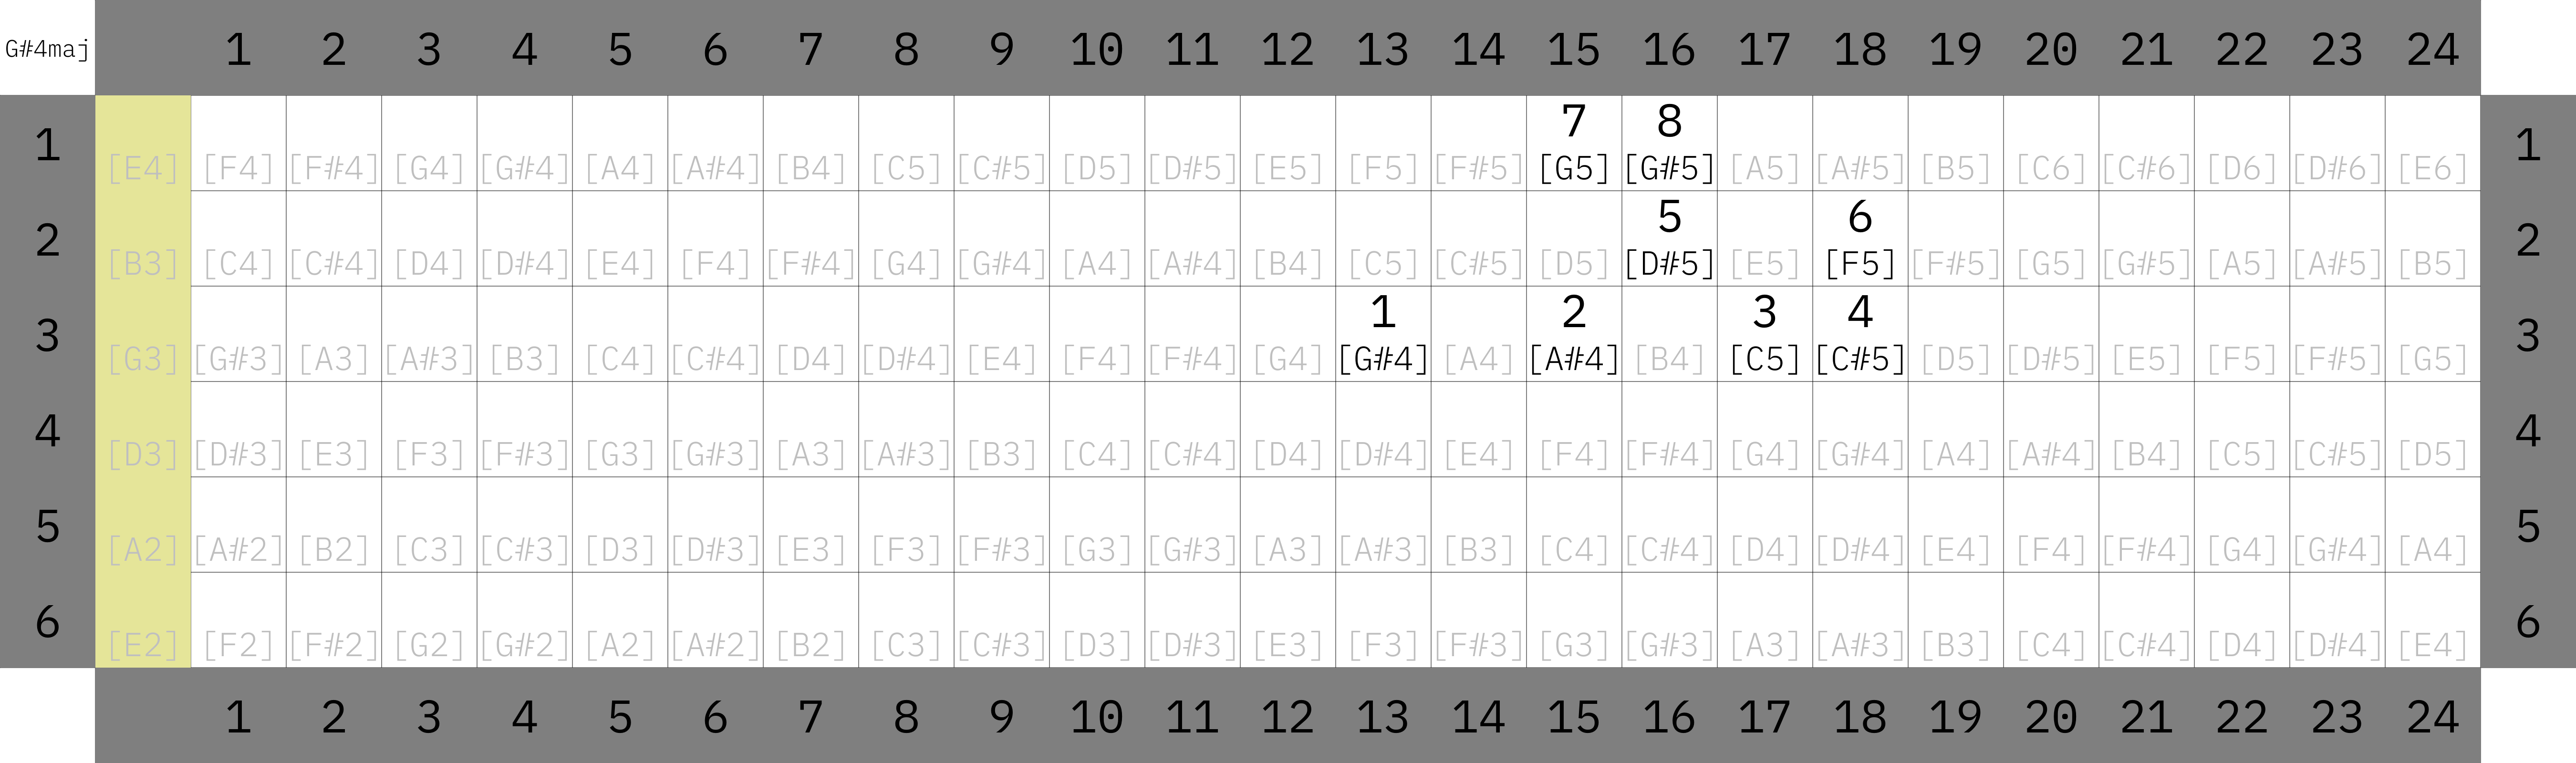 G#4maj 1 2 3 4 5 6 7 8 9 10 11 12 13 14 15 16 17 18 19 20 21 22 23 24
7 8
1 [E4] [F4] [F#4] [G4] [G#4] [A4] [A#4] [B4] [C5] [C#5] [D5] [D#5] [E5] [F5] [F#5] [G5] [G#5] [A5] [A#5] [B5] [C6] [C#6] [D6] [D#6] [E6] 1
5 6
2 [B3] [C4] [C#4] [D4] [D#4] [E4] [F4] [F#4] [G4] [G#4] [A4] [A#4] [B4] [C5] [C#5] [D5] [D#5] [E5] [F5] [F#5] [G5] [G#5] [A5] [A#5] [B5] 2
1 2 3 4
3 [G3] [G#3] [A3] [A#3] [B3] [C4] [C#4] [D4] [D#4] [E4] [F4] [F#4] [G4] [G#4] [A4] [A#4] [B4] [C5] [C#5] [D5] [D#5] [E5] [F5] [F#5] [G5] 3
4 [D3] [D#3] [E3] [F3] [F#3] [G3] [G#3] [A3] [A#3] [B3] [C4] [C#4] [D4] [D#4] [E4] [F4] [F#4] [G4] [G#4] [A4] [A#4] [B4] [C5] [C#5] [D5] 4
5 [A2] [A#2] [B2] [C3] [C#3] [D3] [D#3] [E3] [F3] [F#3] [G3] [G#3] [A3] [A#3] [B3] [C4] [C#4] [D4] [D#4] [E4] [F4] [F#4] [G4] [G#4] [A4] 5
6 [E2] [F2] [F#2] [G2] [G#2] [A2] [A#2] [B2] [C3] [C#3] [D3] [D#3] [E3] [F3] [F#3] [G3] [G#3] [A3] [A#3] [B3] [C4] [C#4] [D4] [D#4] [E4] 6
1 2 3 4 5 6 7 8 9 10 11 12 13 14 15 16 17 18 19 20 21 22 23 24